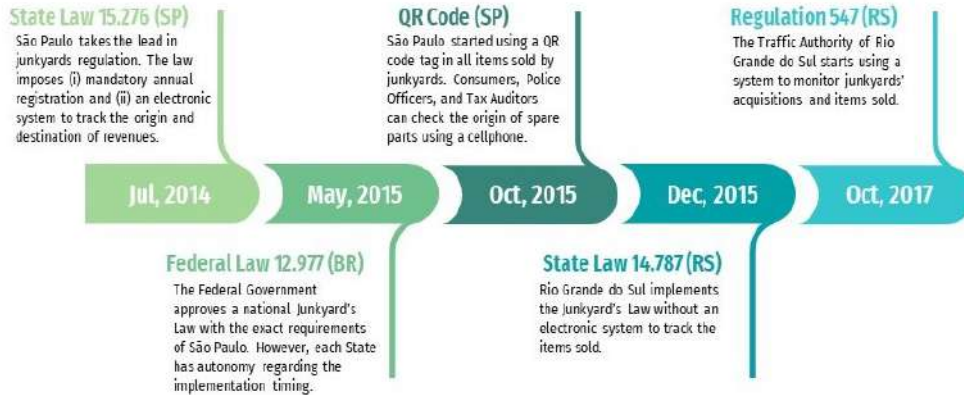 State Law 15.276 (SP)
São Paulo takes the lead in
junkyards regulation. The law
imposes (i) mandatory annual
registration and (ii) an electronic
system to track the origin and
destination of revenues.
QR Code (SP)
São Paulo started using a QR
code tag in all items sold by
junkyards. Consumers, Police
Officers, and Tax Auditors
can check the origin of spare
parts using a cellphone.
Regulation 547 (RS)
The Traffic Authority of Rio
Grande do Sul starts using a
system to monitor junkyards'
acquisitions and items sold.
Jul, 2014
May, 2015
Oct, 2015
Dec, 2015
Oct, 2017
Federal Law 12.977 (BR)
The Federal Government
approves a national Junkyard's
Law with the exact requirements
of São Paulo. However, each State
has autonomy regarding the
implementation timing.
State Law 14.787 (RS)
Rio Grande do Sul implements
the Junkyard's Law without an
electronic system to track the
items sold.